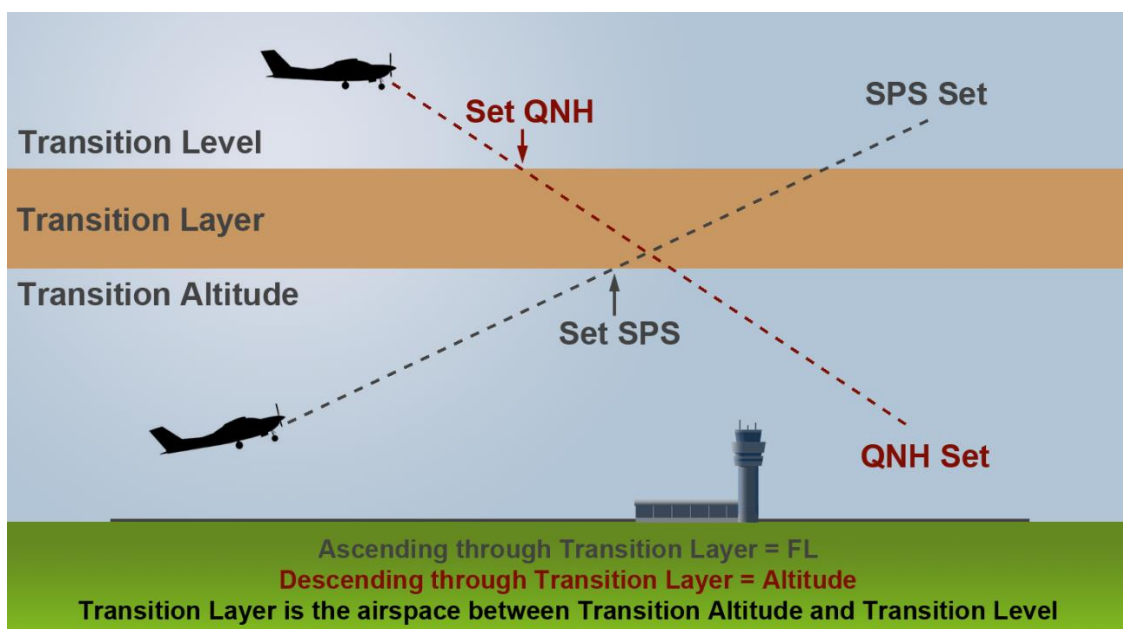 SPS Set
Set QNH
Transition Level
Transition Layer
Transition Altitude
Set SPS
QNH Set
Ascending through Transition Layer = FL
Descending through Transition Layer = Altitude
Transition Layer is the airspace between Transition Altitude and Transition Level